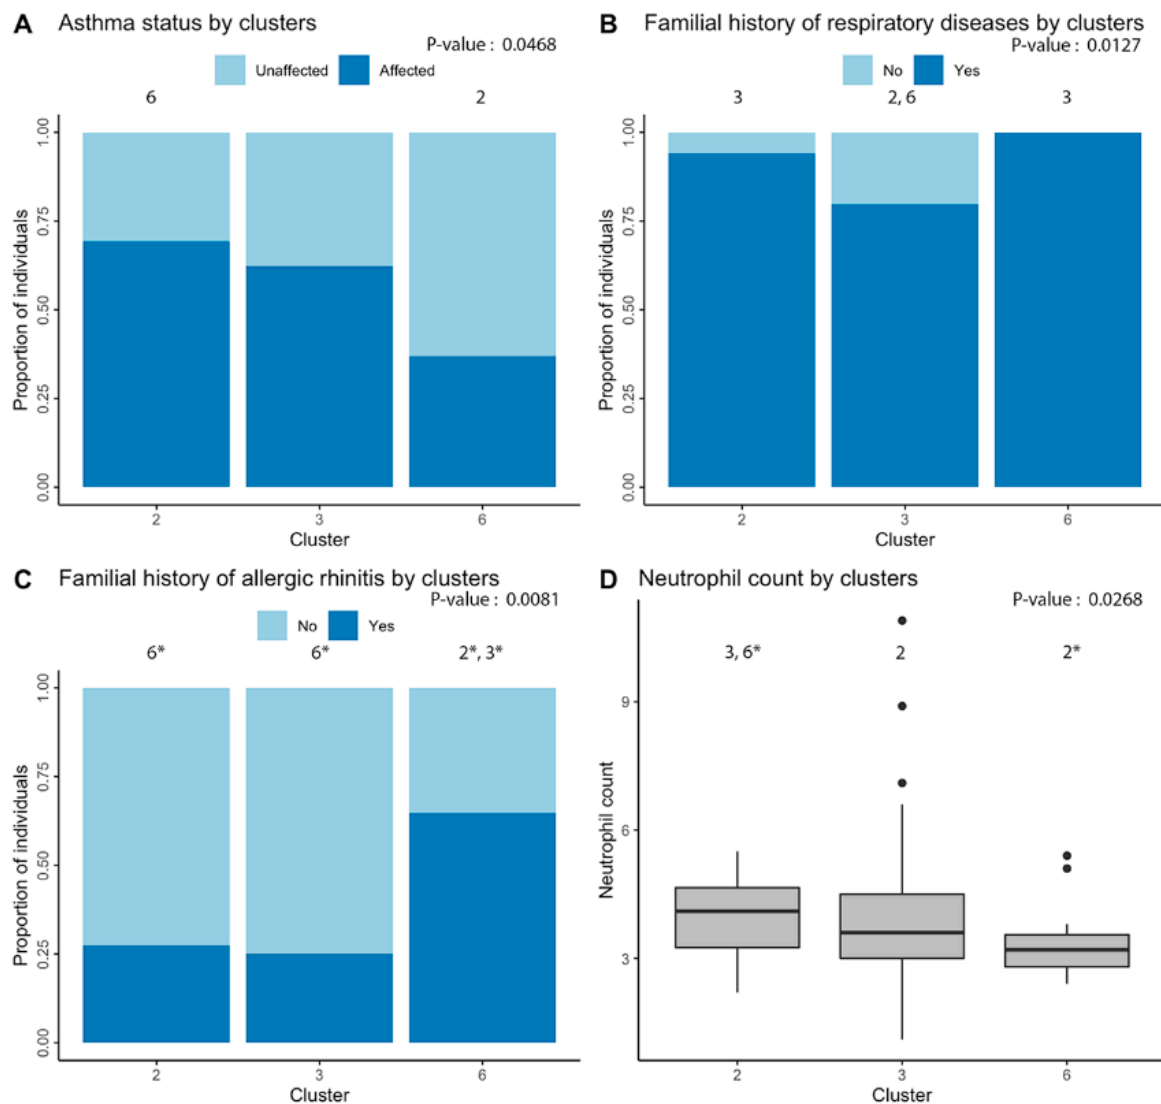 A Asthma status by clusters
P-value : 0.0468
Unaffected Affected
6 2
1.00
0.75
0.50
0.25
0.00
Proportion of individuals
2 3 6
Cluster
B Familial history of respiratory diseases by clusters
P-value : 0.0127
No Yes
3 2, 6 3
1.00
0.75
0.50
0.25
0.00
Proportion of individuals
2 3 6
Cluster
C Familial history of allergic rhinitis by clusters
P-value : 0.0081
No Yes
6* 6* 2*, 3*
1.00
0.75
0.50
0.25
0.00
Proportion of individuals
2 3 6
Cluster
D Neutrophil count by clusters
P-value : 0.0268
3, 6* 2 2*
9
6
3
Neutrophil count
2 3 6
Cluster